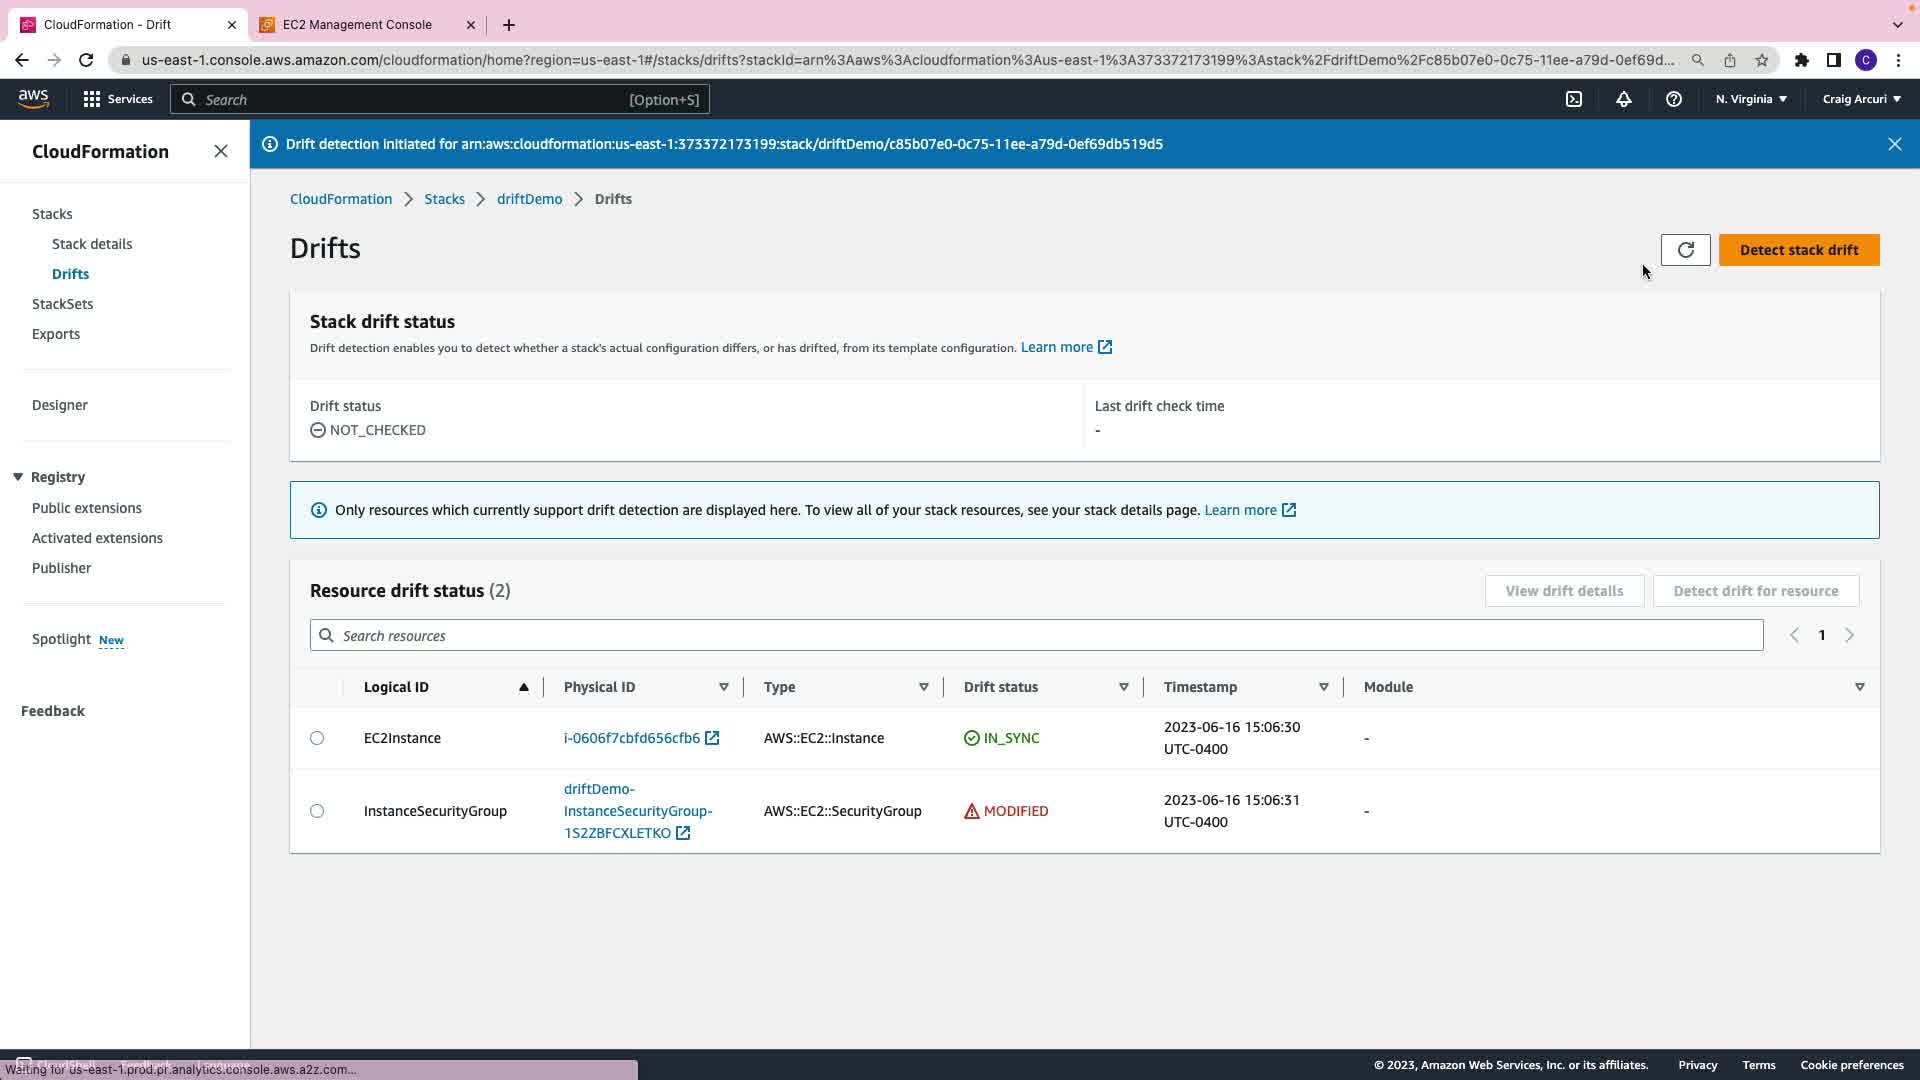 CloudFormation - Drift
EC2 Management Console
us-east-1.console.aws.amazon.com/cloudformation/home?region=us-east-1#/stacks/drifts?stackId=arn%3Aaws%3Acloudformation%3Aus-east-1%3A373372173199%3Astack%2FdriftDemo%2Fc85b07e0-0c75-11ee-a79d-0ef69d...
C
aws
Services
Search
[Option+S]
N. Virginia
Craig Arcuri
CloudFormation
Drift detection initiated for arn:aws:cloudformation:us-east-1:373372173199:stack/driftDemo/c85b07e0-0c75-11ee-a79d-0ef69db519d5
Stacks
Stack details
Drifts
StackSets
Exports
Designer
Registry
Public extensions
Activated extensions
Publisher
Spotlight New
Feedback
CloudFormation > Stacks > driftDemo > Drifts
Drifts
Detect stack drift
Stack drift status
Drift detection enables you to detect whether a stack's actual configuration differs, or has drifted, from its template configuration. Learn more
Drift status
NOT_CHECKED
Last drift check time
-
Only resources which currently support drift detection are displayed here. To view all of your stack resources, see your stack details page. Learn more
Resource drift status (2)
View drift details
Detect drift for resource
Search resources
1
Logical ID
Physical ID
Type
Drift status
Timestamp
Module
EC2Instance
i-0606f7cbfd656cfb6
AWS::EC2::Instance
IN_SYNC
2023-06-16 15:06:30
UTC-0400
-
InstanceSecurityGroup
driftDemo-
InstanceSecurityGroup-
1S2ZBFCXLETKO
AWS::EC2::SecurityGroup
MODIFIED
2023-06-16 15:06:31
UTC-0400
-
Waiting for us-east-1.prod.pr.analytics.console.aws.a2z.com...
© 2023, Amazon Web Services, Inc. or its affiliates.
Privacy
Terms
Cookie preferences